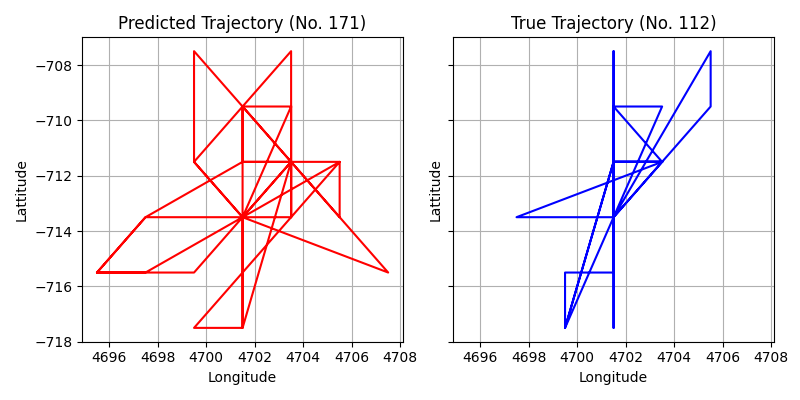 Predicted Trajectory (No. 171)
True Trajectory (No. 112)
Lattitude
−708
−710
−712
−714
−716
−718
4696 4698 4700 4702 4704 4706 4708
Longitude
Lattitude
4696 4698 4700 4702 4704 4706 4708
Longitude